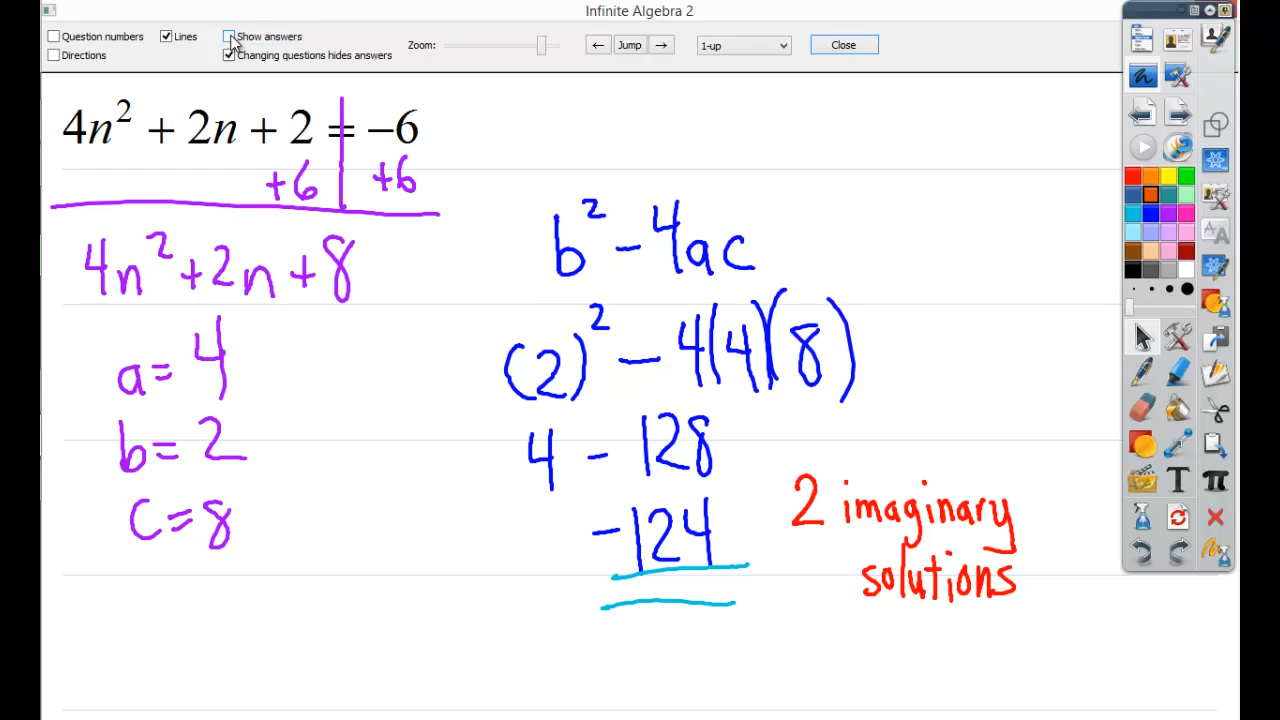 Infinite Algebra 2
Question numbers
Lines
Show answers
Directions
Changing questions hides answers
Zoom:
←
Jump
→
1-up
Close
4n² + 2n + 2 = −6
+6 +6
4n² + 2n + 8
a = 4
b = 2
c = 8
b² − 4ac
(2)² − 4(4)(8)
4 − 128
−124
2 imaginary
solutions